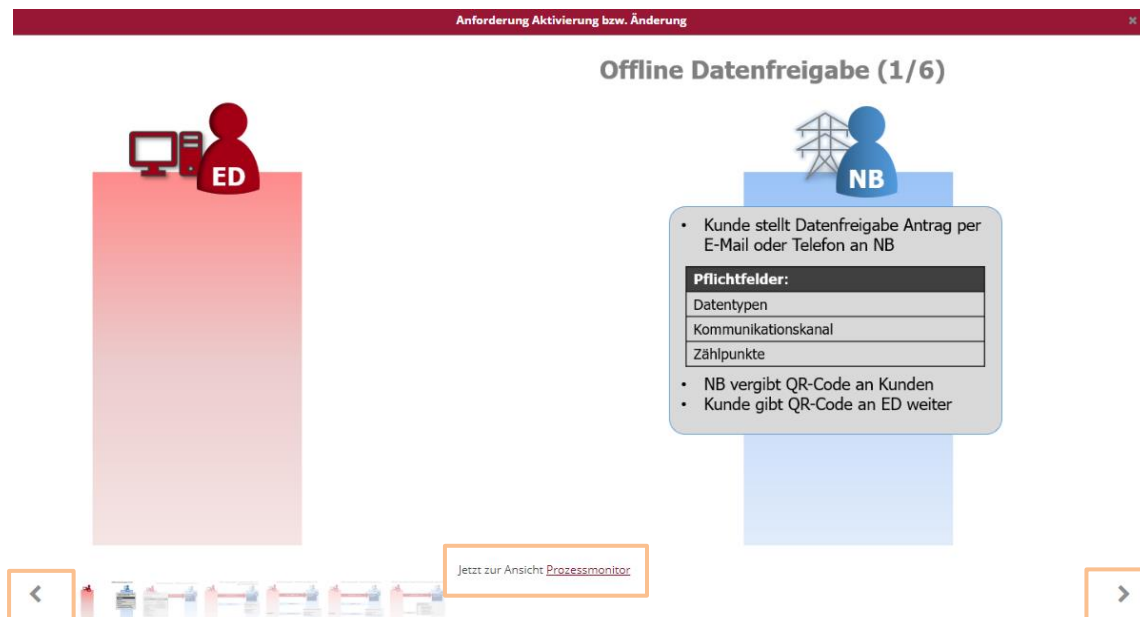 Anforderung Aktivierung bzw. Änderung
Offline Datenfreigabe (1/6)
ED
NB
• Kunde stellt Datenfreigabe Antrag per
E-Mail oder Telefon an NB
Pflichtfelder:
Datentypen
Kommunikationskanal
Zählpunkte
• NB vergibt QR-Code an Kunden
• Kunde gibt QR-Code an ED weiter
Jetzt zur Ansicht Prozessmonitor